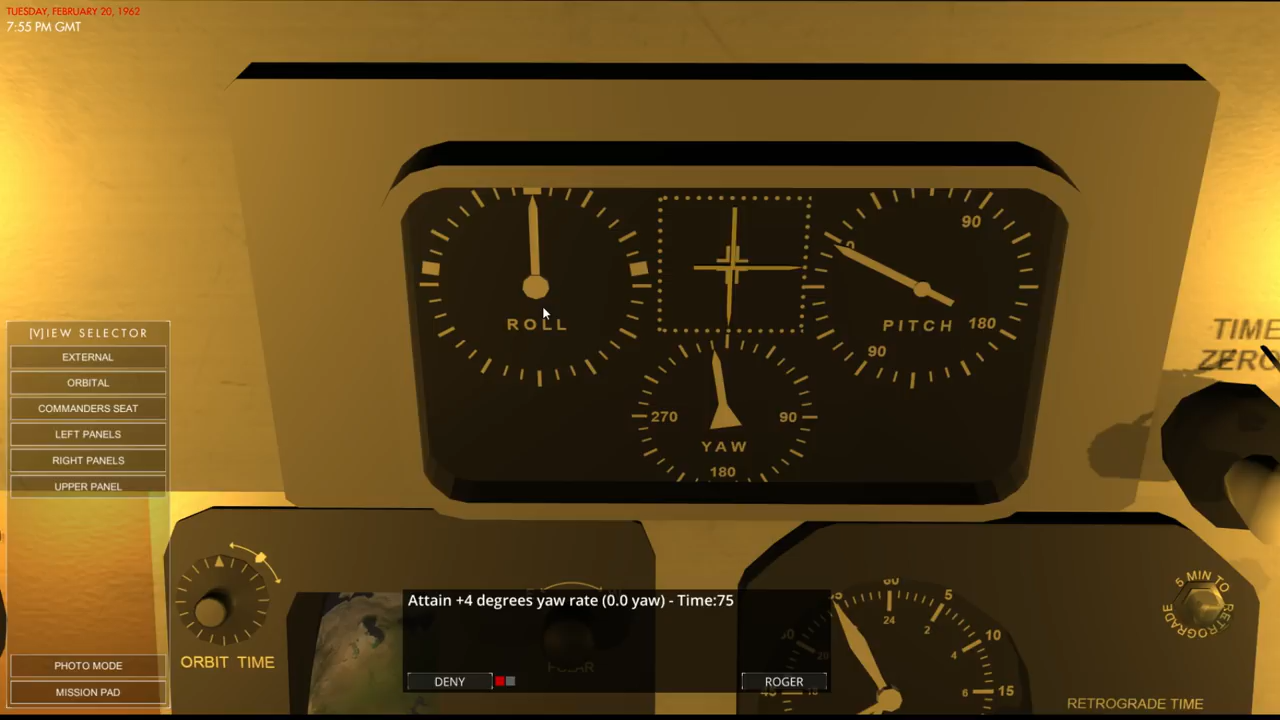 TUESDAY, FEBRUARY 20, 1962
7:55 PM GMT
90
0
ROLL
PITCH
180
90
270
90
YAW
180
TIME
ZERO
[V]IEW SELECTOR
EXTERNAL
ORBITAL
COMMANDERS SEAT
LEFT PANELS
RIGHT PANELS
UPPER PANEL
PHOTO MODE
MISSION PAD
ORBIT TIME
Attain +4 degrees yaw rate (0.0 yaw) - Time:75
DENY
ROGER
60
5
24
2
10
4
6
15
5 MIN TO
RETROGRADE
RETROGRADE TIME